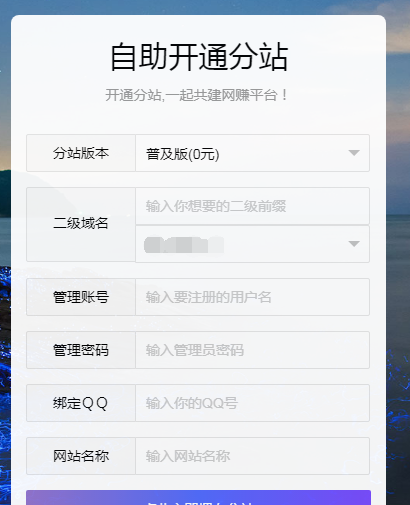 自助开通分站
开通分站,一起共建网赚平台！
分站版本 普及版(0元)
二级域名 输入你想要的二级前缀
管理账号 输入要注册的用户名
管理密码 输入管理员密码
绑定ＱＱ 输入你的QQ号
网站名称 输入网站名称